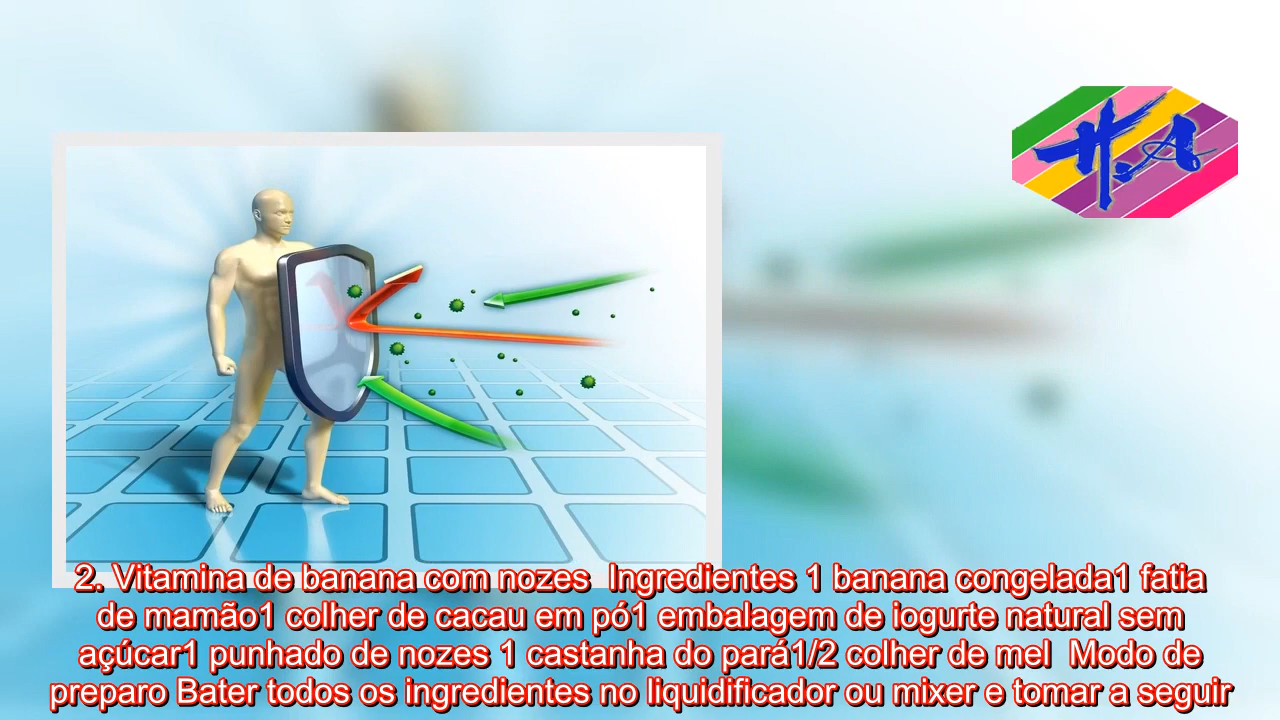 H.A
2. Vitamina de banana com nozes  Ingredientes 1 banana congelada1 fatia
de mamão1 colher de cacau em pó1 embalagem de iogurte natural sem
açúcar1 punhado de nozes 1 castanha do pará1/2 colher de mel  Modo de
preparo Bater todos os ingredientes no liquidificador ou mixer e tomar a seguir